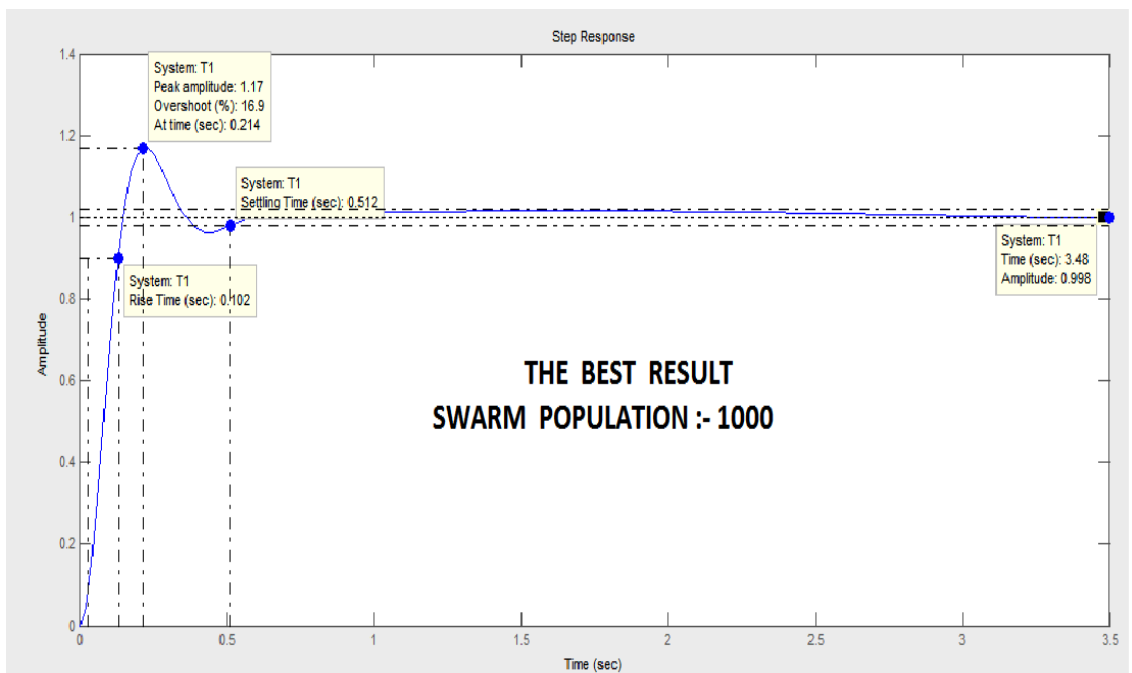 Step Response
System: T1
Peak amplitude: 1.17
Overshoot (%): 16.9
At time (sec): 0.214
System: T1
Settling Time (sec): 0.512
System: T1
Rise Time (sec): 0.102
System: T1
Time (sec): 3.48
Amplitude: 0.998
THE BEST RESULT
SWARM POPULATION :- 1000
Amplitude
1.4
1.2
1
0.8
0.6
0.4
0.2
0
0
0.5
1
1.5
2
2.5
3
3.5
Time (sec)